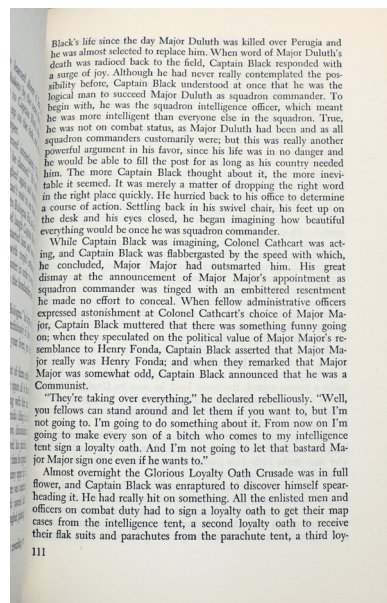 Black's life since the day Major Duluth was killed over Perugia and
he was almost selected to replace him. When word of Major Duluth's
death was radioed back to the field, Captain Black responded with
a surge of joy. Although he had never really contemplated the pos-
sibility before, Captain Black understood at once that he was the
logical man to succeed Major Duluth as squadron commander. To
begin with, he was the squadron intelligence officer, which meant
he was more intelligent than everyone else in the squadron. True,
he was not on combat status, as Major Duluth had been and as all
squadron commanders customarily were; but this was really another
powerful argument in his favor, since his life was in no danger and
he would be able to fill the post for as long as his country needed
him. The more Captain Black thought about it, the more inevi-
table it seemed. It was merely a matter of dropping the right word
in the right place quickly. He hurried back to his office to determine
a course of action. Settling back in his swivel chair, his feet up on
the desk and his eyes closed, he began imagining how beautiful
everything would be once he was squadron commander.
While Captain Black was imagining, Colonel Cathcart was act-
ing, and Captain Black was flabbergasted by the speed with which,
he concluded, Major Major had outsmarted him. His great
dismay at the announcement of Major Major's appointment as
squadron commander was tinged with an embittered resentment
he made no effort to conceal. When fellow administrative officers
expressed astonishment at Colonel Cathcart's choice of Major Ma-
jor, Captain Black muttered that there was something funny going
on; when they speculated on the political value of Major Major's re-
semblance to Henry Fonda, Captain Black asserted that Major Ma-
jor really was Henry Fonda; and when they remarked that Major
Major was somewhat odd, Captain Black announced that he was a
Communist.
"They're taking over everything," he declared rebelliously. "Well,
you fellows can stand around and let them if you want to, but I'm
not going to. I'm going to do something about it. From now on I'm
going to make every son of a bitch who comes to my intelligence
tent sign a loyalty oath. And I'm not going to let that bastard Ma-
jor Major sign one even if he wants to."
Almost overnight the Glorious Loyalty Oath Crusade was in full
flower, and Captain Black was enraptured to discover himself spear-
heading it. He had really hit on something. All the enlisted men and
officers on combat duty had to sign a loyalty oath to get their map
cases from the intelligence tent, a second loyalty oath to receive
their flak suits and parachutes from the parachute tent, a third loy-
111